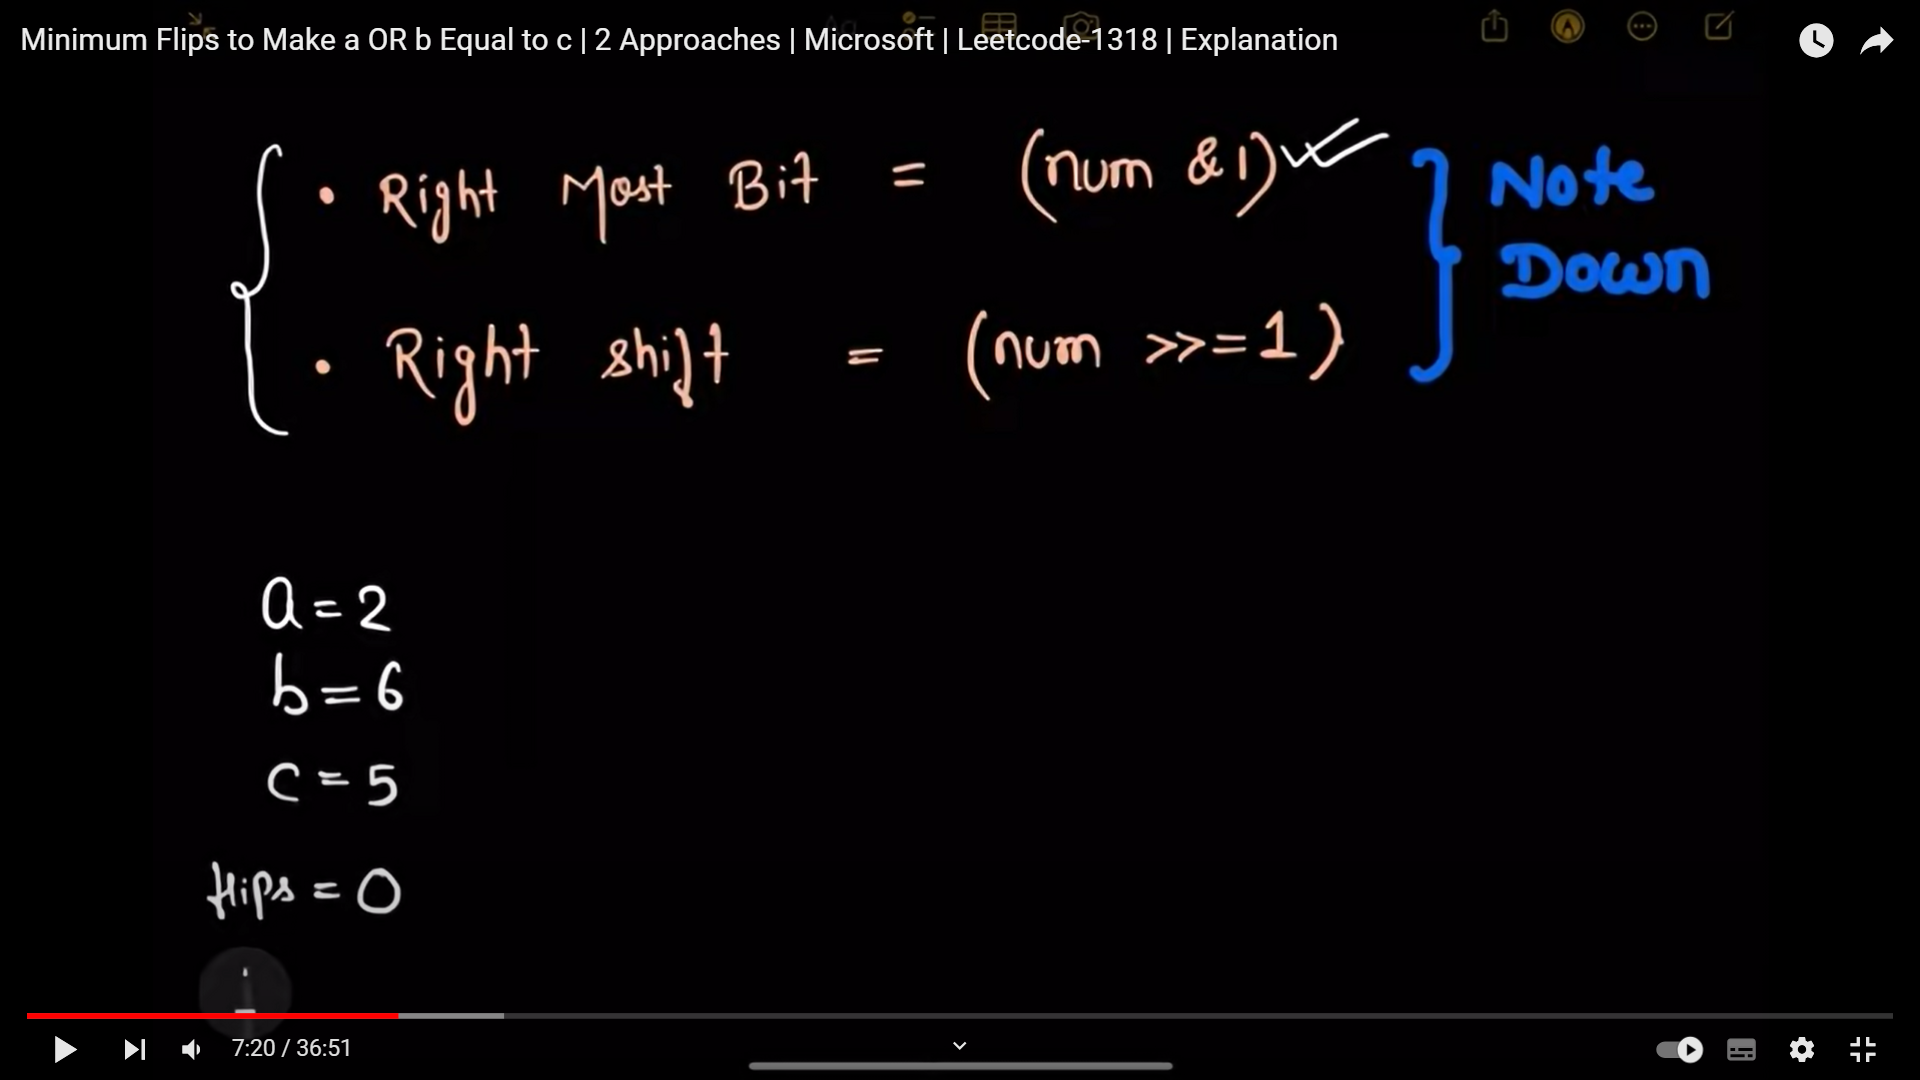 Minimum Flips to Make a OR b Equal to c | 2 Approaches | Microsoft | Leetcode-1318 | Explanation
• Right Most Bit = (num & 1)
Note
Down
• Right shift = (num >>=1)
a = 2
b = 6
c = 5
flips = 0
7:20 / 36:51